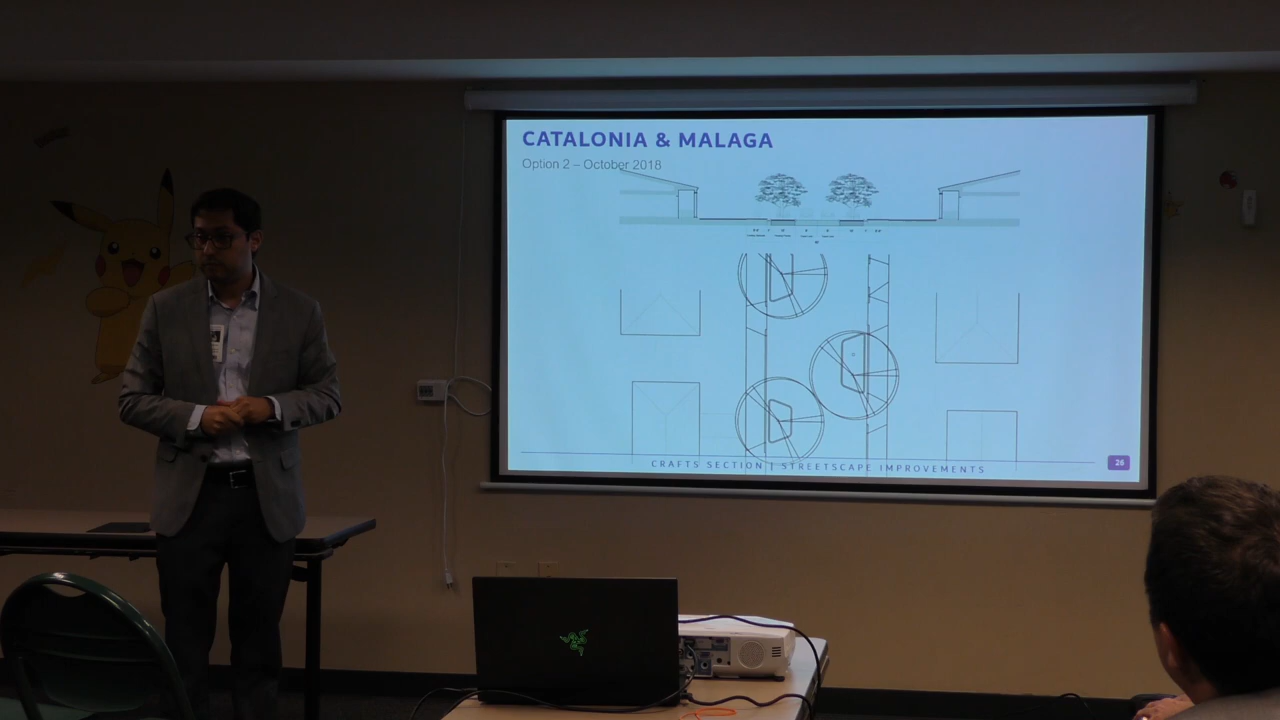 CATALONIA & MALAGA
Option 2 – October 2018
CRAFTS SECTION | STREETSCAPE IMPROVEMENTS
26